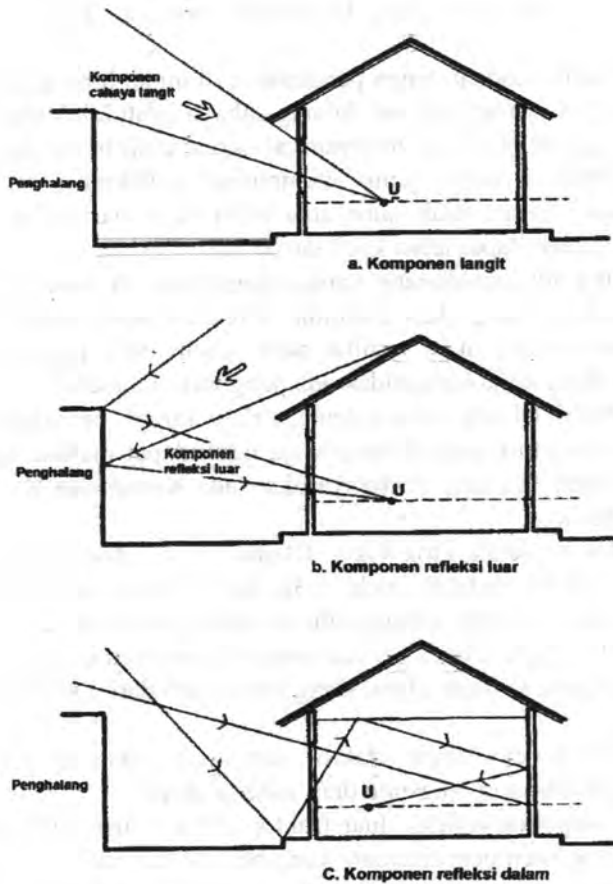 Komponen
cahaya langit
Penghalang
U
a. Komponen langit
Komponen
refleksi luar
Penghalang
U
b. Komponen refleksi luar
Penghalang
U
C. Komponen refleksi dalam